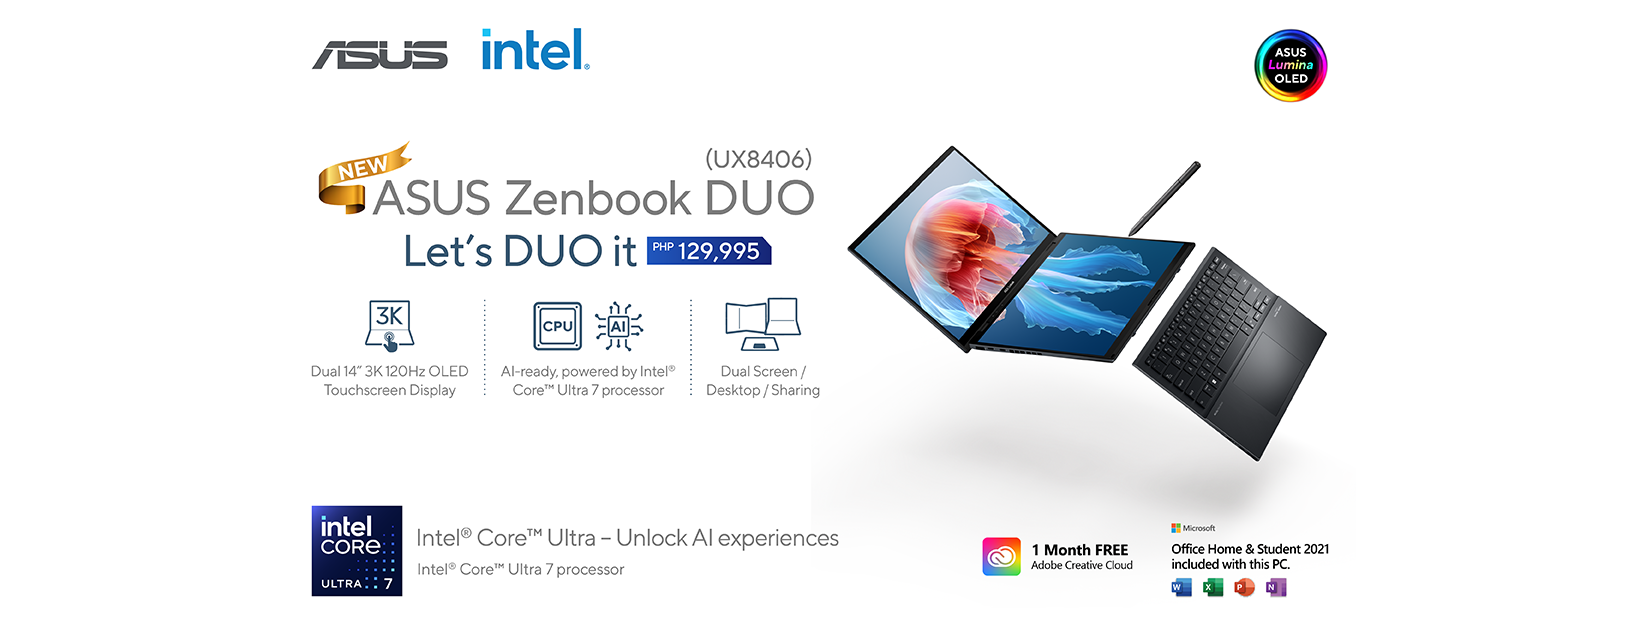 ASUS
intel.
ASUS
Lumina
OLED
NEW
(UX8406)
ASUS Zenbook DUO
Let's DUO it PHP 129,995
3K
CPU
AI
Dual 14" 3K 120Hz OLED
Touchscreen Display
AI-ready, powered by Intel®
Core™ Ultra 7 processor
Dual Screen /
Desktop / Sharing
intel
CORE
ULTRA 7
Intel® Core™ Ultra – Unlock AI experiences
Intel® Core™ Ultra 7 processor
1 Month FREE
Adobe Creative Cloud
Microsoft
Office Home & Student 2021
included with this PC.
W X P N